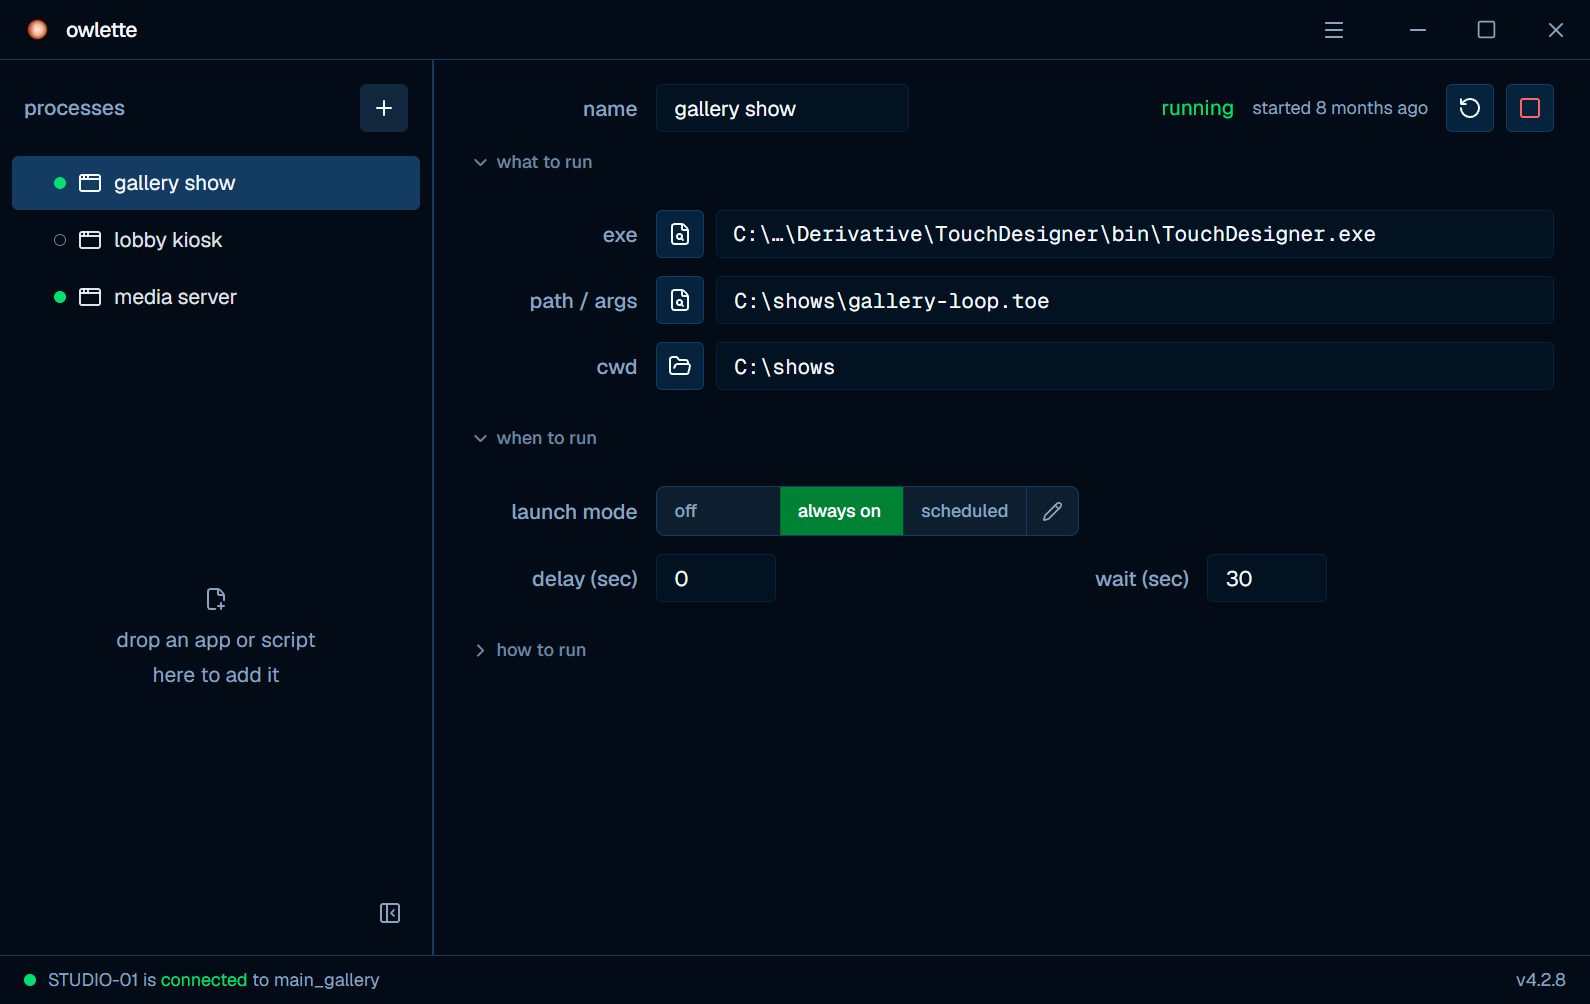 owlette
processes
gallery show
lobby kiosk
media server
drop an app or script
here to add it
name
gallery show
running
started 8 months ago
what to run
exe
C:\…\Derivative\TouchDesigner\bin\TouchDesigner.exe
path / args
C:\shows\gallery-loop.toe
cwd
C:\shows
when to run
launch mode
off
always on
scheduled
delay (sec)
0
wait (sec)
30
how to run
STUDIO-01 is connected to main_gallery
v4.2.8